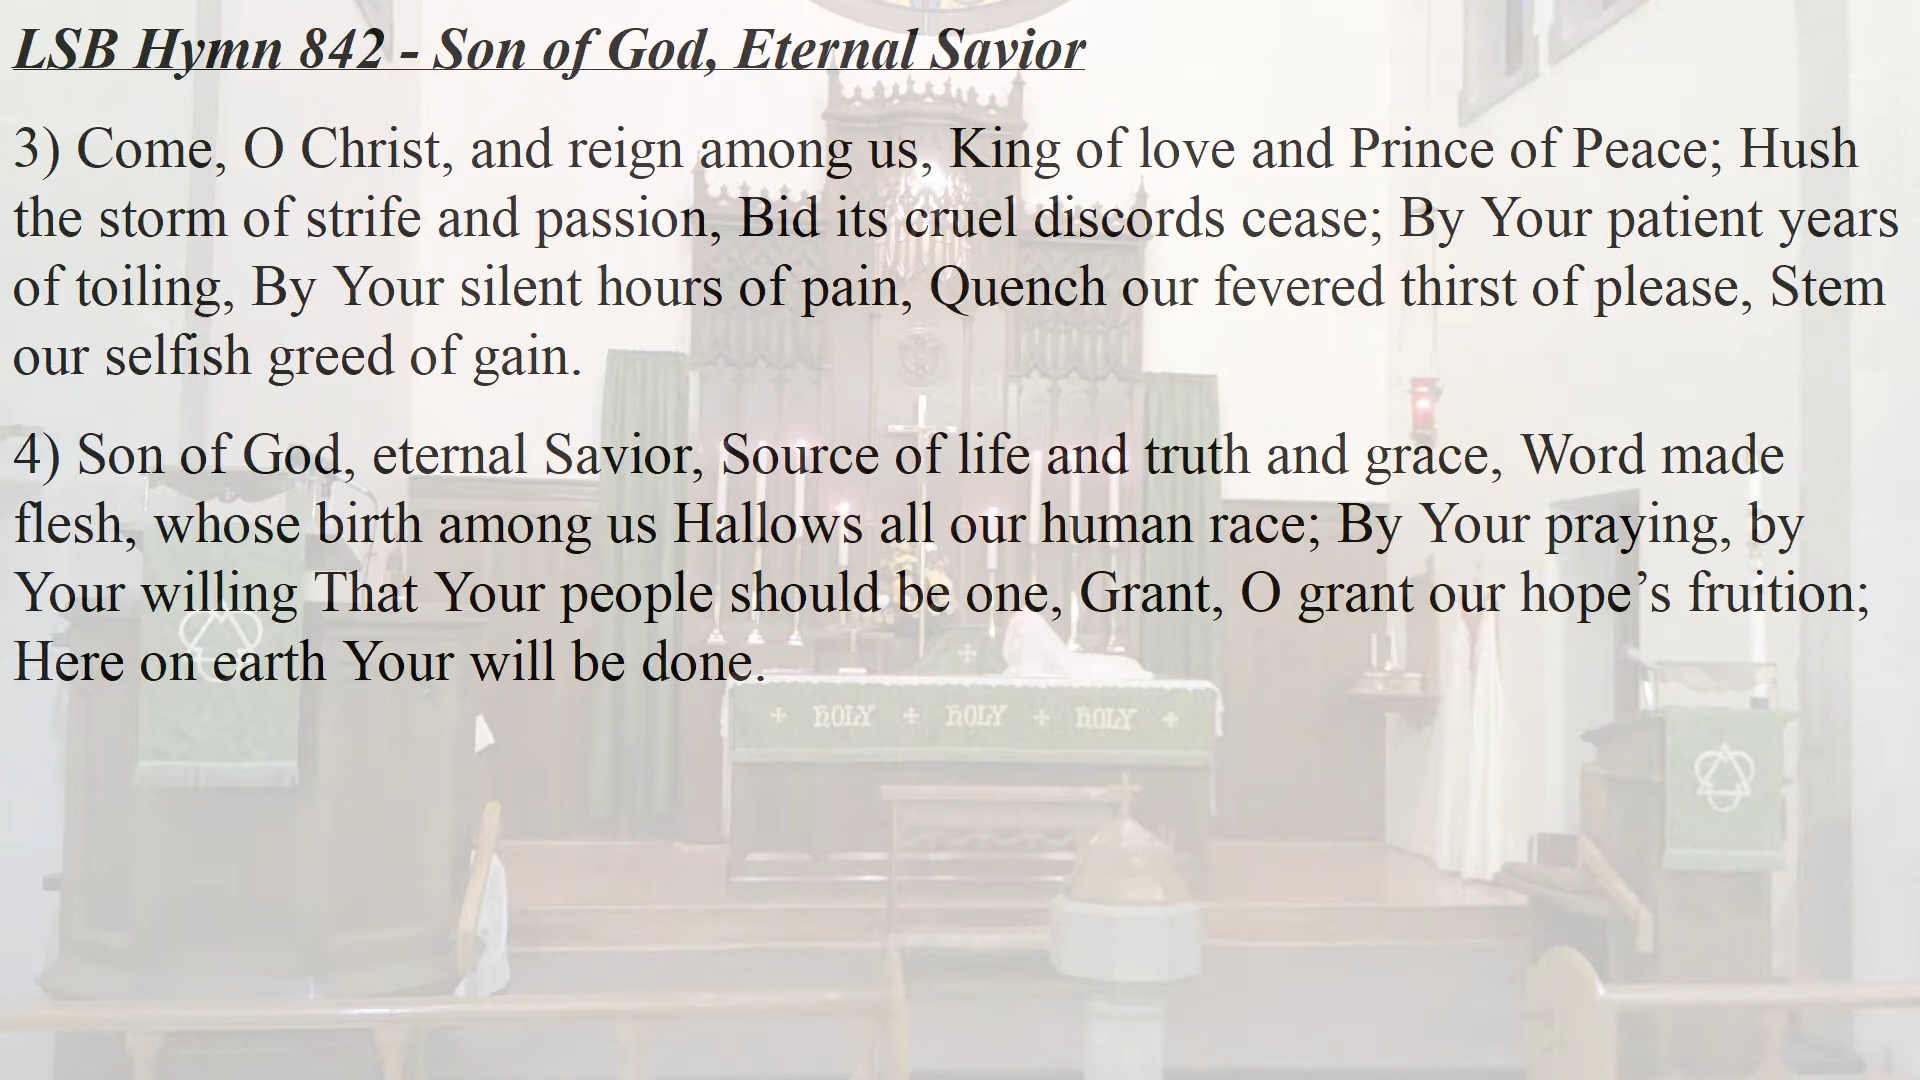 LSB Hymn 842 - Son of God, Eternal Savior
3) Come, O Christ, and reign among us, King of love and Prince of Peace; Hush
the storm of strife and passion, Bid its cruel discords cease; By Your patient years
of toiling, By Your silent hours of pain, Quench our fevered thirst of please, Stem
our selfish greed of gain.
4) Son of God, eternal Savior, Source of life and truth and grace, Word made
flesh, whose birth among us Hallows all our human race; By Your praying, by
Your willing That Your people should be one, Grant, O grant our hope’s fruition;
Here on earth Your will be done.
HOLY HOLY HOLY